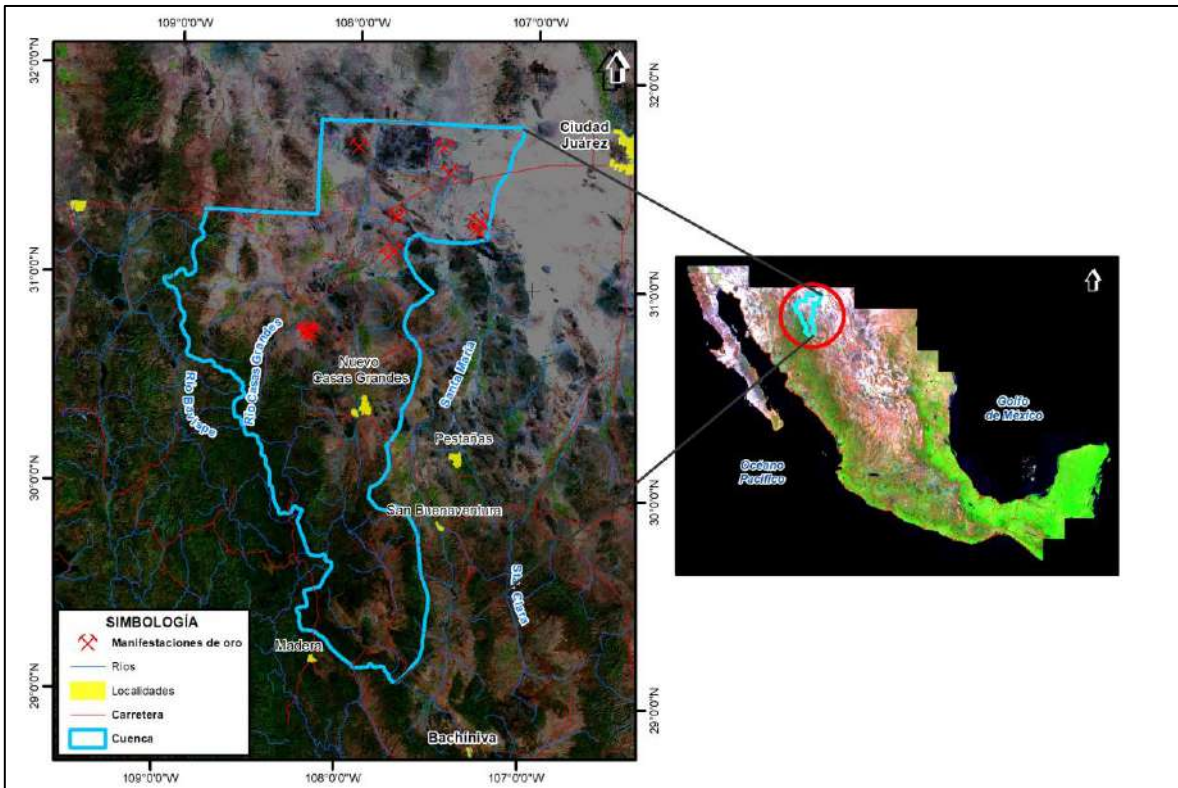 109°0'0"W
108°0'0"W
107°0'0"W
32°0'0"N
32°0'0"N
Ciudad
Juárez
31°0'0"N
31°0'0"N
Río Bavispe
Río Casas Grandes
Nuevo
Casas Grandes
Santa María
Pestañas
30°0'0"N
30°0'0"N
San Buenaventura
Sta. Clara
Madera
Bachíniva
29°0'0"N
29°0'0"N
SIMBOLOGÍA
Manifestaciones de oro
Ríos
Localidades
Carretera
Cuenca
109°0'0"W
108°0'0"W
107°0'0"W
Golfo
de México
Océano
Pacífico